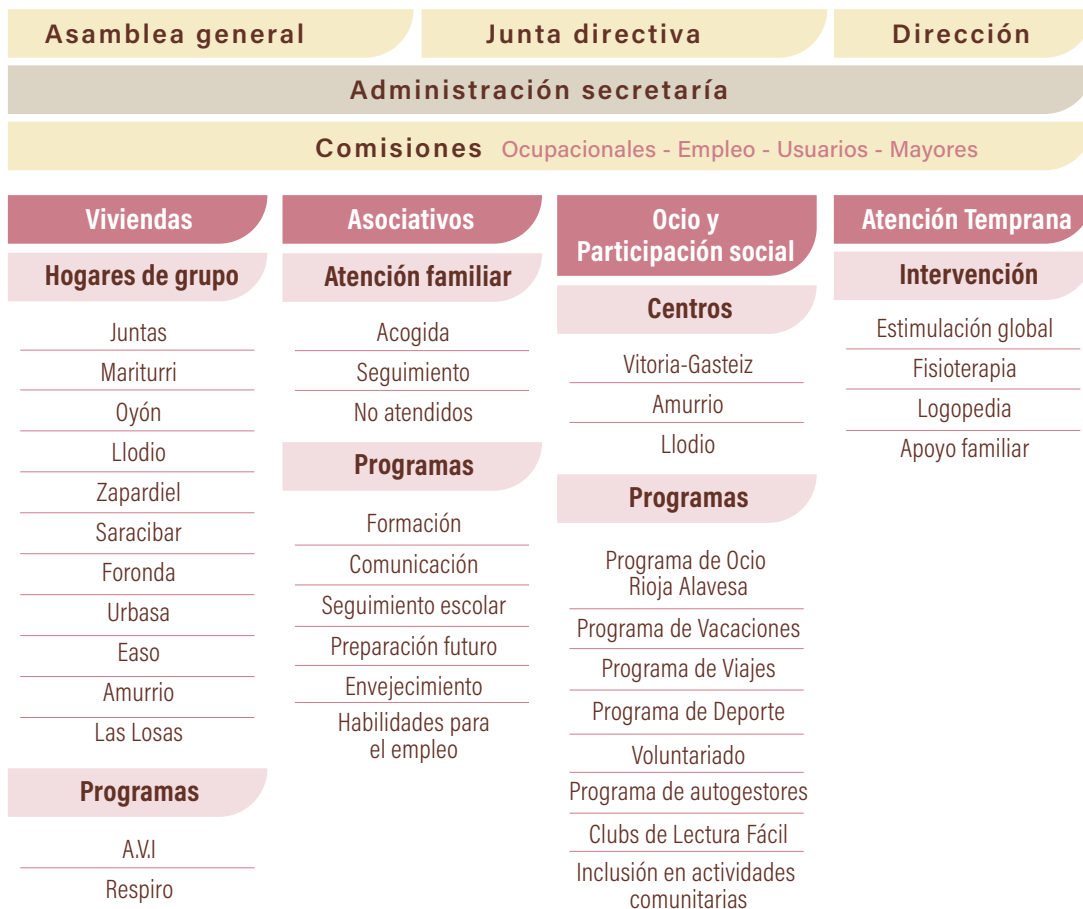 Asamblea general
Junta directiva
Dirección
Administración secretaría
Comisiones Ocupacionales - Empleo - Usuarios - Mayores
Viviendas
Hogares de grupo
Juntas
Mariturri
Oyón
Llodio
Zapardiel
Saracibar
Foronda
Urbasa
Easo
Amurrio
Las Losas
Programas
A.V.I
Respiro
Asociativos
Atención familiar
Acogida
Seguimiento
No atendidos
Programas
Formación
Comunicación
Seguimiento escolar
Preparación futuro
Envejecimiento
Habilidades para
el empleo
Ocio y
Participación social
Centros
Vitoria-Gasteiz
Amurrio
Llodio
Programas
Programa de Ocio
Rioja Alavesa
Programa de Vacaciones
Programa de Viajes
Programa de Deporte
Voluntariado
Programa de autogestores
Clubs de Lectura Fácil
Inclusión en actividades
comunitarias
Atención Temprana
Intervención
Estimulación global
Fisioterapia
Logopedia
Apoyo familiar